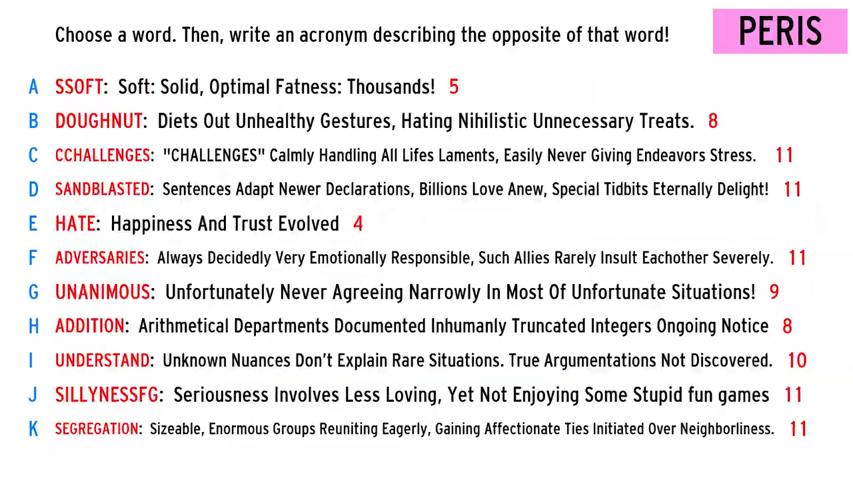 Choose a word. Then, write an acronym describing the opposite of that word!
PERIS
A SSOFT: Soft: Solid, Optimal Fatness: Thousands! 5
B DOUGHNUT: Diets Out Unhealthy Gestures, Hating Nihilistic Unnecessary Treats. 8
C CCHALLENGES: "CHALLENGES" Calmly Handling All Lifes Laments, Easily Never Giving Endeavors Stress. 11
D SANDBLASTED: Sentences Adapt Newer Declarations, Billions Love Anew, Special Tidbits Eternally Delight! 11
E HATE: Happiness And Trust Evolved 4
F ADVERSARIES: Always Decidedly Very Emotionally Responsible, Such Allies Rarely Insult Eachother Severely. 11
G UNANIMOUS: Unfortunately Never Agreeing Narrowly In Most Of Unfortunate Situations! 9
H ADDITION: Arithmetical Departments Documented Inhumanly Truncated Integers Ongoing Notice 8
I UNDERSTAND: Unknown Nuances Don't Explain Rare Situations. True Argumentations Not Discovered. 10
J SILLYNESSFG: Seriousness Involves Less Loving, Yet Not Enjoying Some Stupid fun games 11
K SEGREGATION: Sizeable, Enormous Groups Reuniting Eagerly, Gaining Affectionate Ties Initiated Over Neighborliness. 11